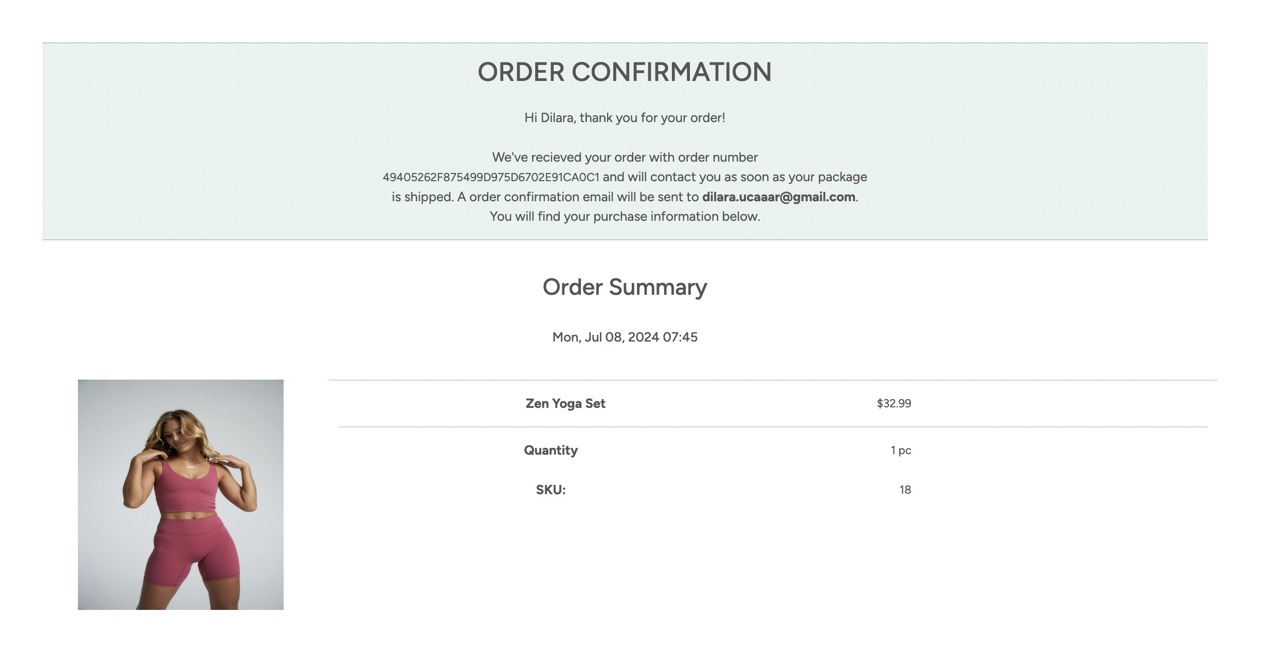 ORDER CONFIRMATION
Hi Dilara, thank you for your order!
We've recieved your order with order number
49405262F875499D975D6702E91CA0C1 and will contact you as soon as your package
is shipped. A order confirmation email will be sent to dilara.ucaaar@gmail.com.
You will find your purchase information below.
Order Summary
Mon, Jul 08, 2024 07:45
Zen Yoga Set $32.99
Quantity 1 pc
SKU: 18